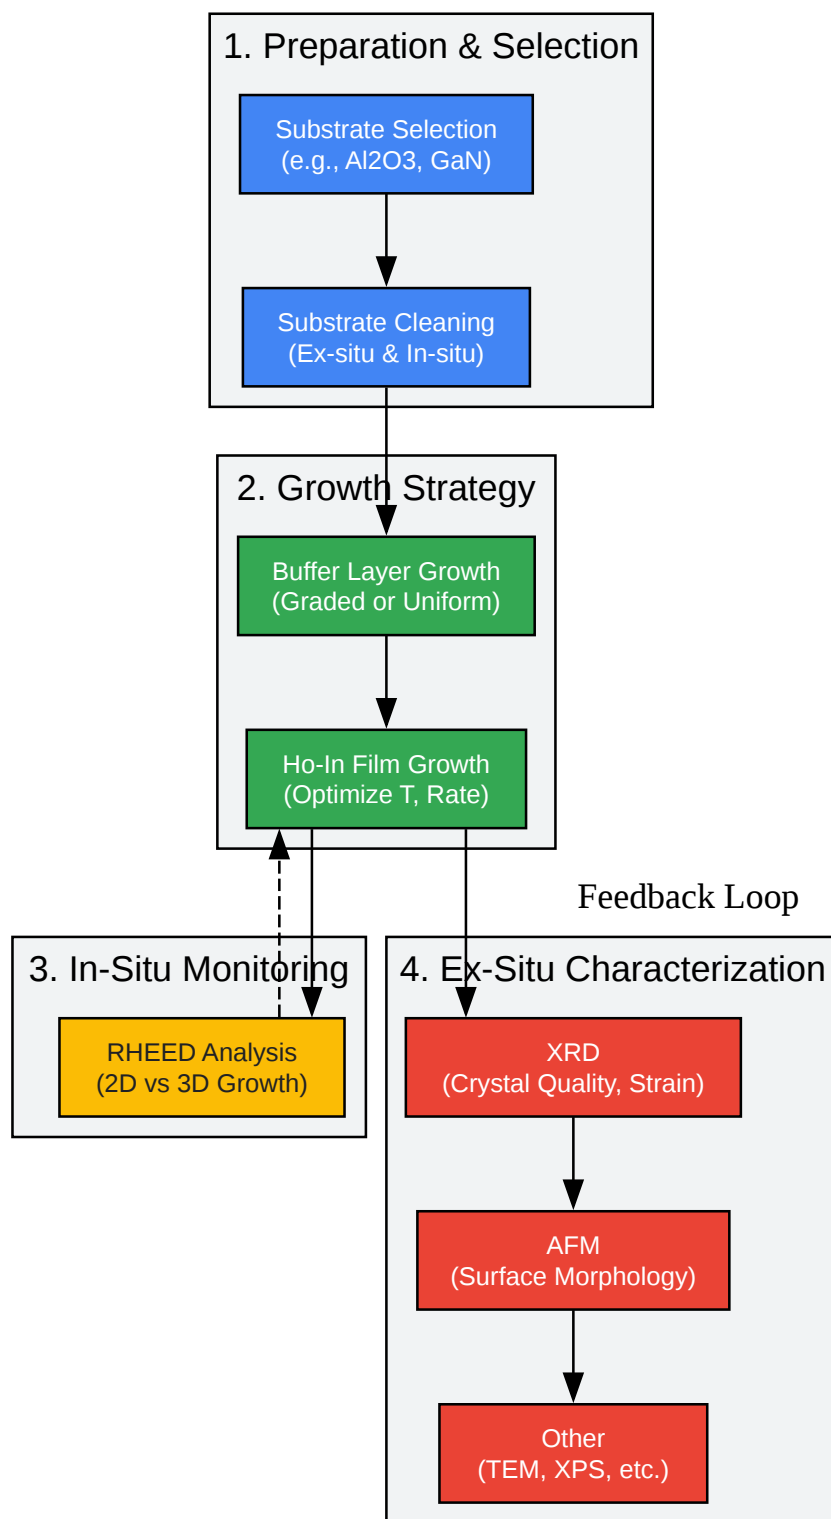 1. Preparation & Selection
Substrate Selection
(e.g., Al2O3, GaN)
Substrate Cleaning
(Ex-situ & In-situ)
2. Growth Strategy
Buffer Layer Growth
(Graded or Uniform)
Ho-In Film Growth
(Optimize T, Rate)
Feedback Loop
3. In-Situ Monitoring
RHEED Analysis
(2D vs 3D Growth)
4. Ex-Situ Characterization
XRD
(Crystal Quality, Strain)
AFM
(Surface Morphology)
Other
(TEM, XPS, etc.)